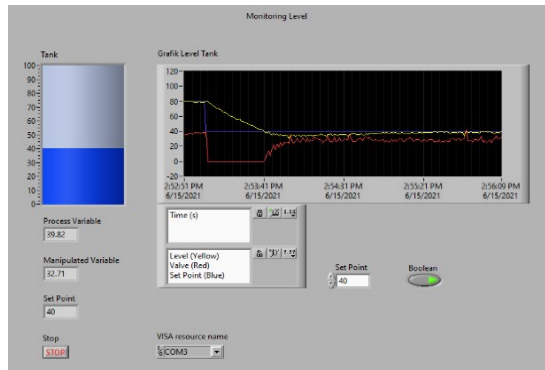 Monitoring Level
Tank
100
90
80
70
60
50
40
30
20
10
0
Grafik Level Tank
120
100
80
60
40
20
0
-20
2:52:51 PM 2:53:41 PM 2:54:31 PM 2:55:21 PM 2:56:09 PM
6/15/2021 6/15/2021 6/15/2021 6/15/2021 6/15/2021
Time (s)
Level (Yellow)
Valve (Red)
Set Point (Blue)
Process Variable
39.82
Manipulated Variable
32.71
Set Point
40
Set Point
40
Boolean
Stop
STOP
VISA resource name
COM3